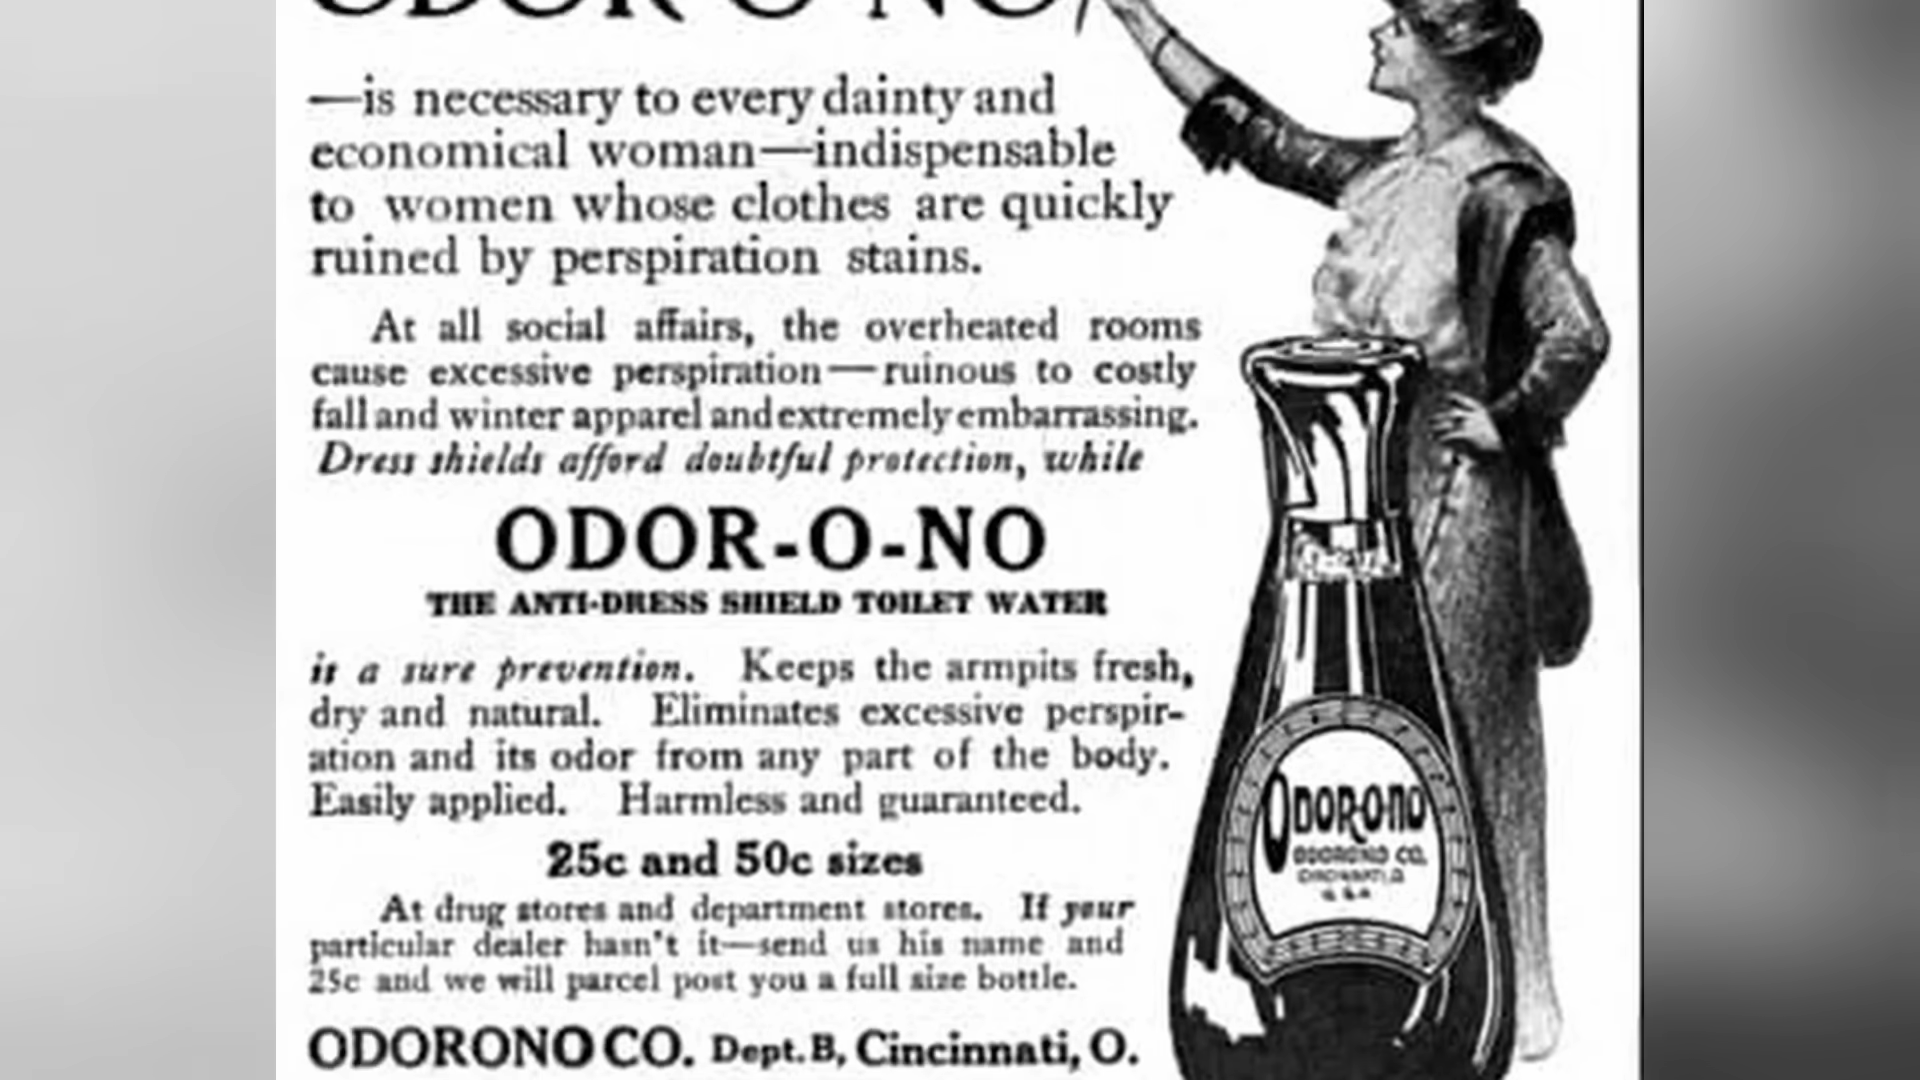 ODOR-O-NO
—is necessary to every dainty and
economical woman—indispensable
to women whose clothes are quickly
ruined by perspiration stains.
At all social affairs, the overheated rooms
cause excessive perspiration—ruinous to costly
fall and winter apparel and extremely embarrassing.
Dress shields afford doubtful protection, while
ODOR-O-NO
THE ANTI-DRESS SHIELD TOILET WATER
is a sure prevention. Keeps the armpits fresh,
dry and natural. Eliminates excessive perspir-
ation and its odor from any part of the body.
Easily applied. Harmless and guaranteed.
25c and 50c sizes
At drug stores and department stores. If your
particular dealer hasn't it—send us his name and
25c and we will parcel post you a full size bottle.
ODORONO CO. Dept. B, Cincinnati, O.
ODOR-O-NO
ODORONO CO.
CINCINNATI, O.
U.S.A.